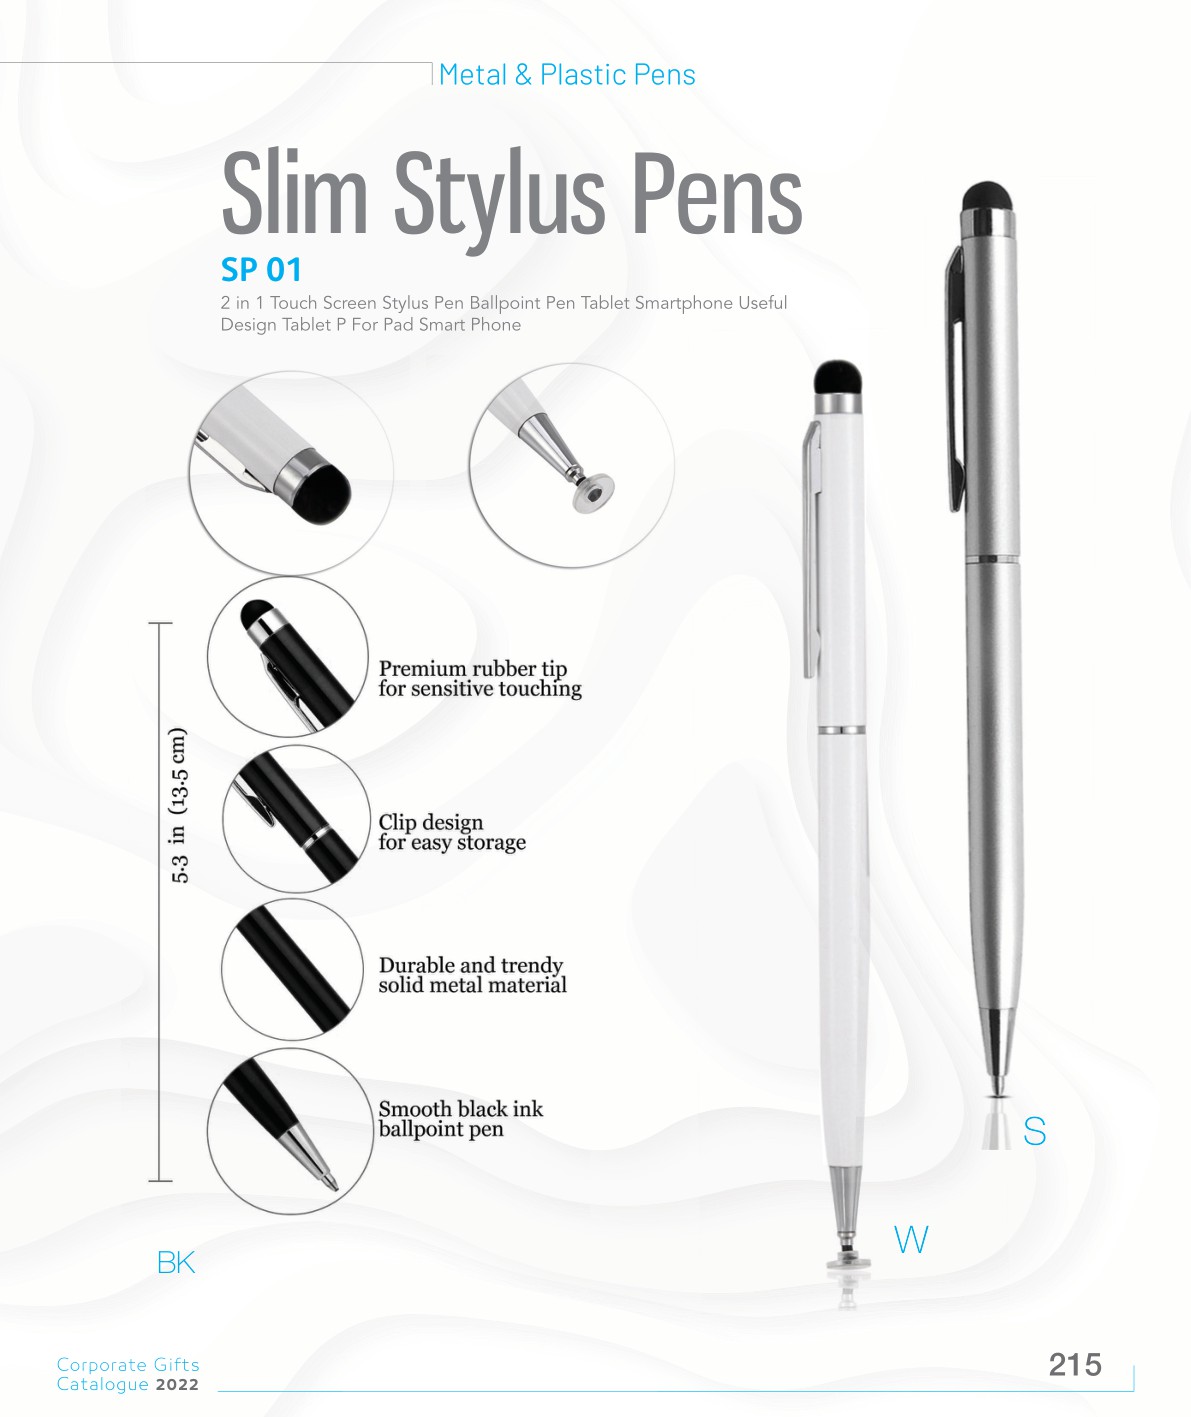 Metal & Plastic Pens
Slim Stylus Pens
SP 01
2 in 1 Touch Screen Stylus Pen Ballpoint Pen Tablet Smartphone Useful
Design Tablet P For Pad Smart Phone
Premium rubber tip
for sensitive touching
5.3 in (13.5 cm)
Clip design
for easy storage
Durable and trendy
solid metal material
Smooth black ink
ballpoint pen
S
W
BK
Corporate Gifts
Catalogue 2022
215